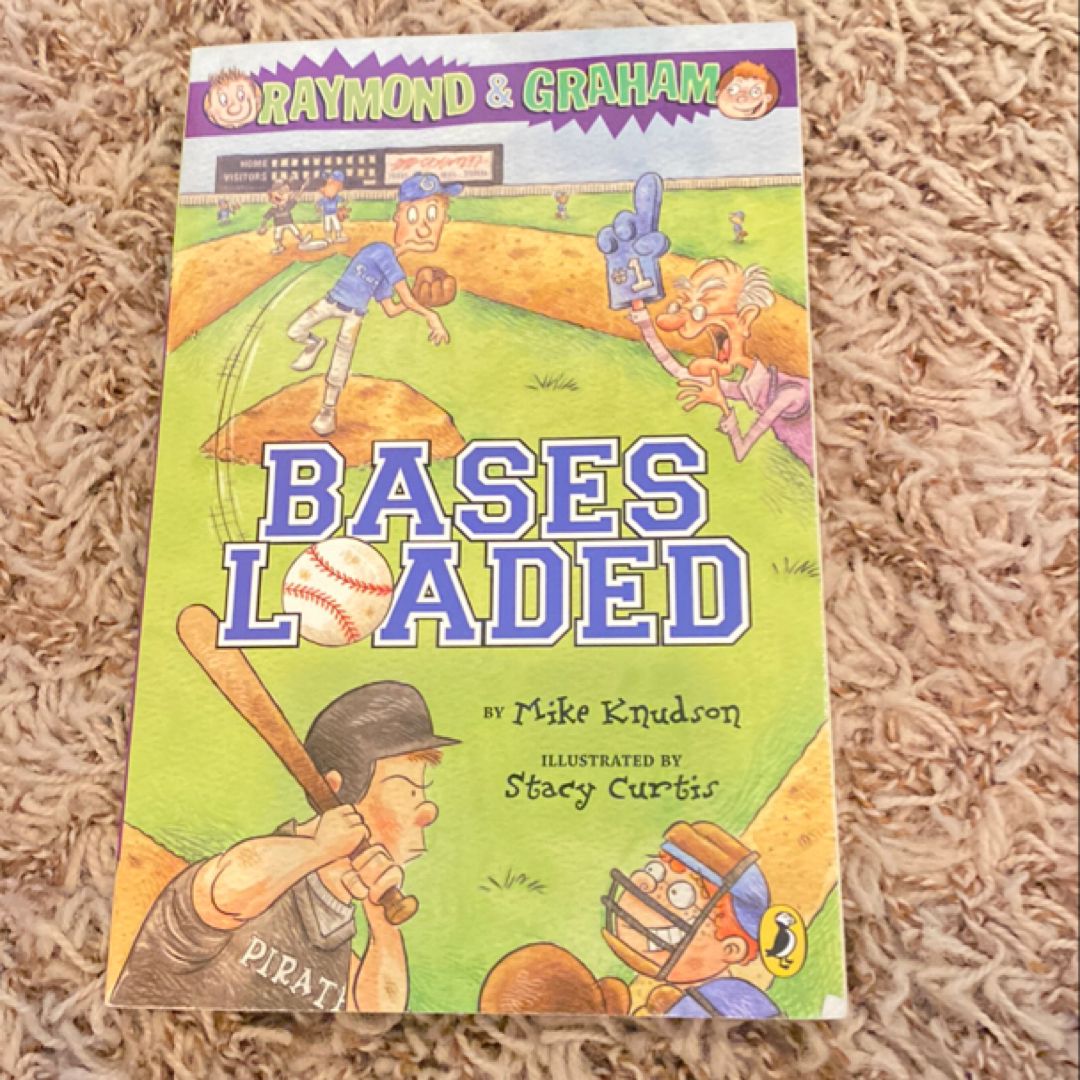 RAYMOND & GRAHAM
HOME
VISITORS
#1
BASES
LOADED
BY Mike Knudson
ILLUSTRATED BY
Stacy Curtis
PIRAT